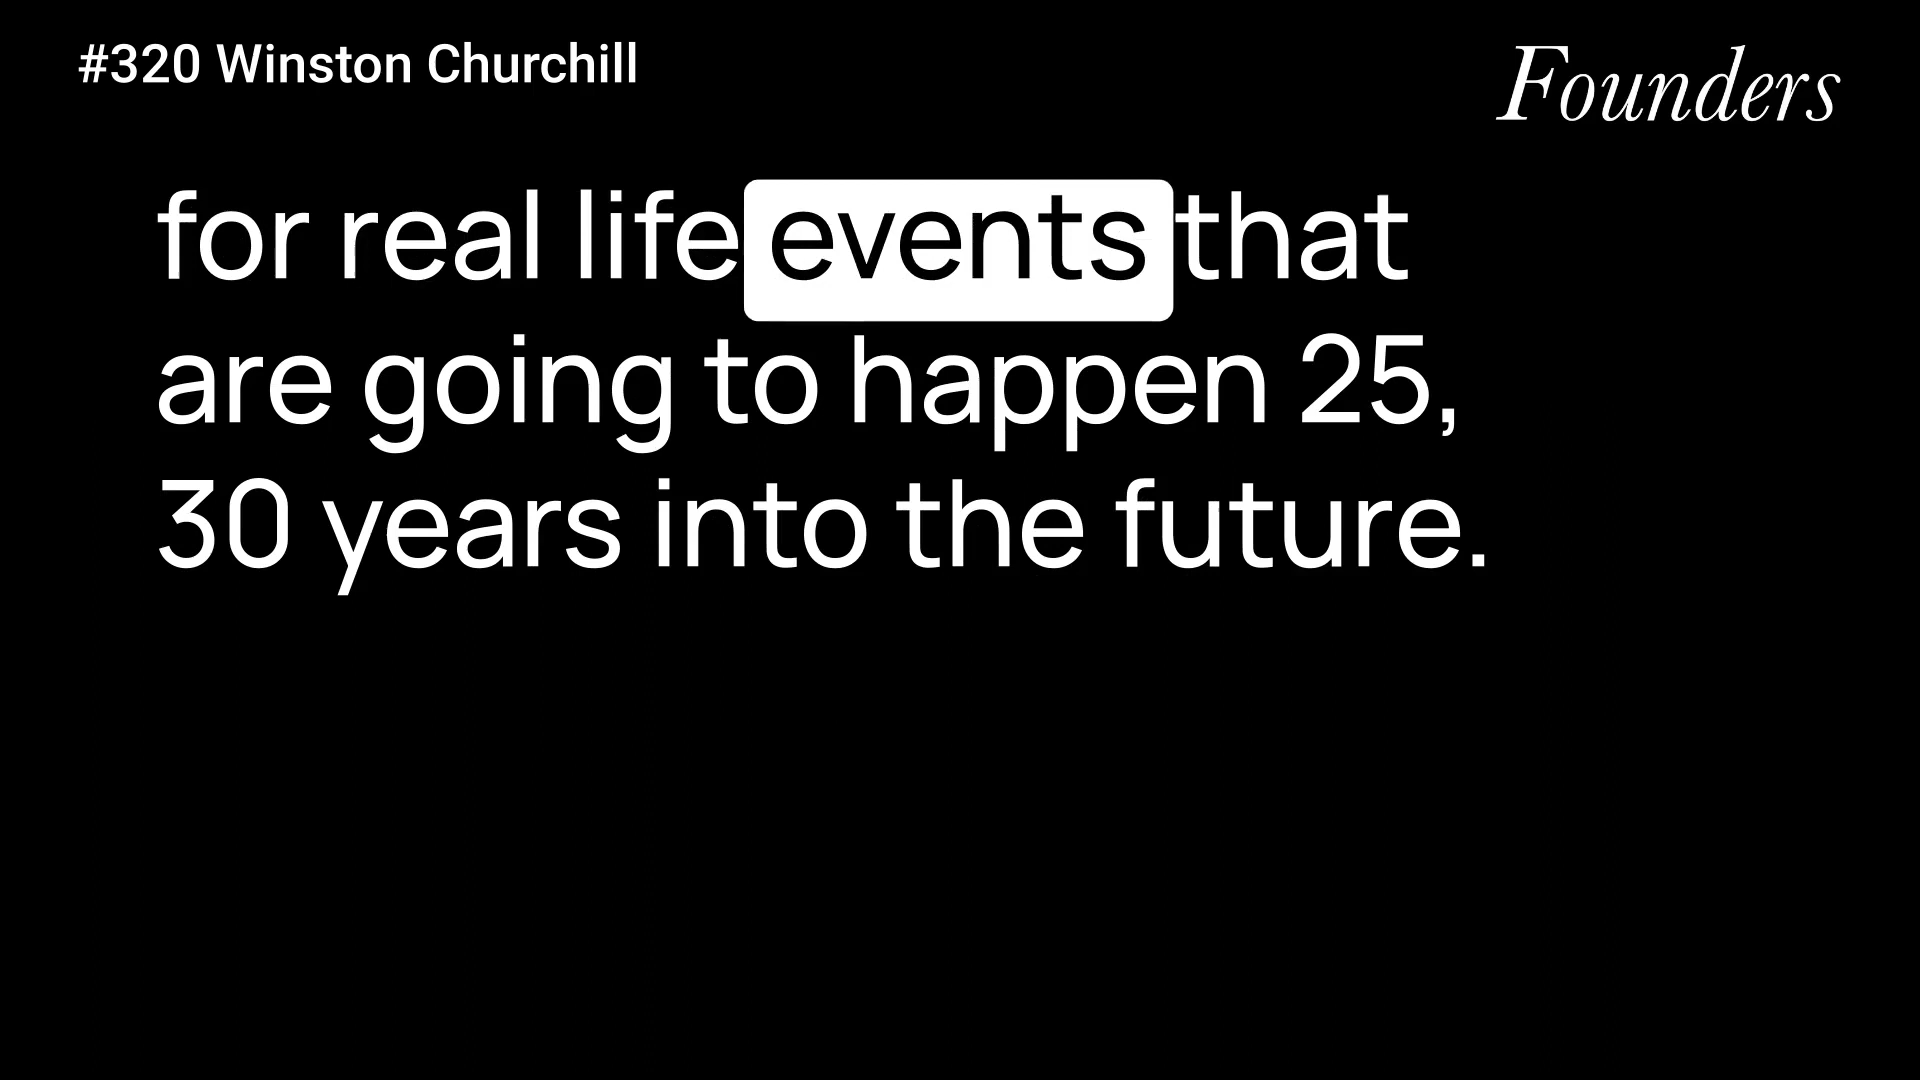 #320 Winston Churchill
Founders
for real life events that
are going to happen 25,
30 years into the future.